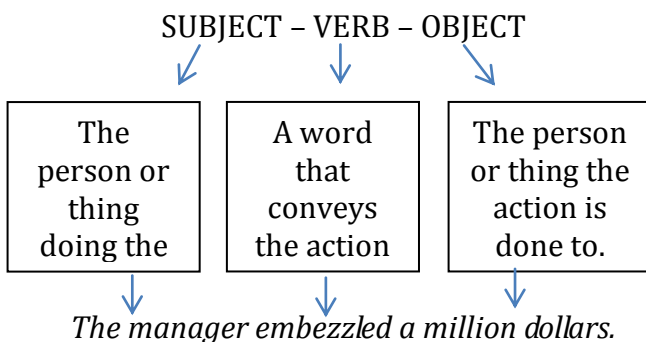 SUBJECT – VERB – OBJECT
The
person or
thing
doing the
A word
that
conveys
the action
The person
or thing the
action is
done to.
The manager embezzled a million dollars.